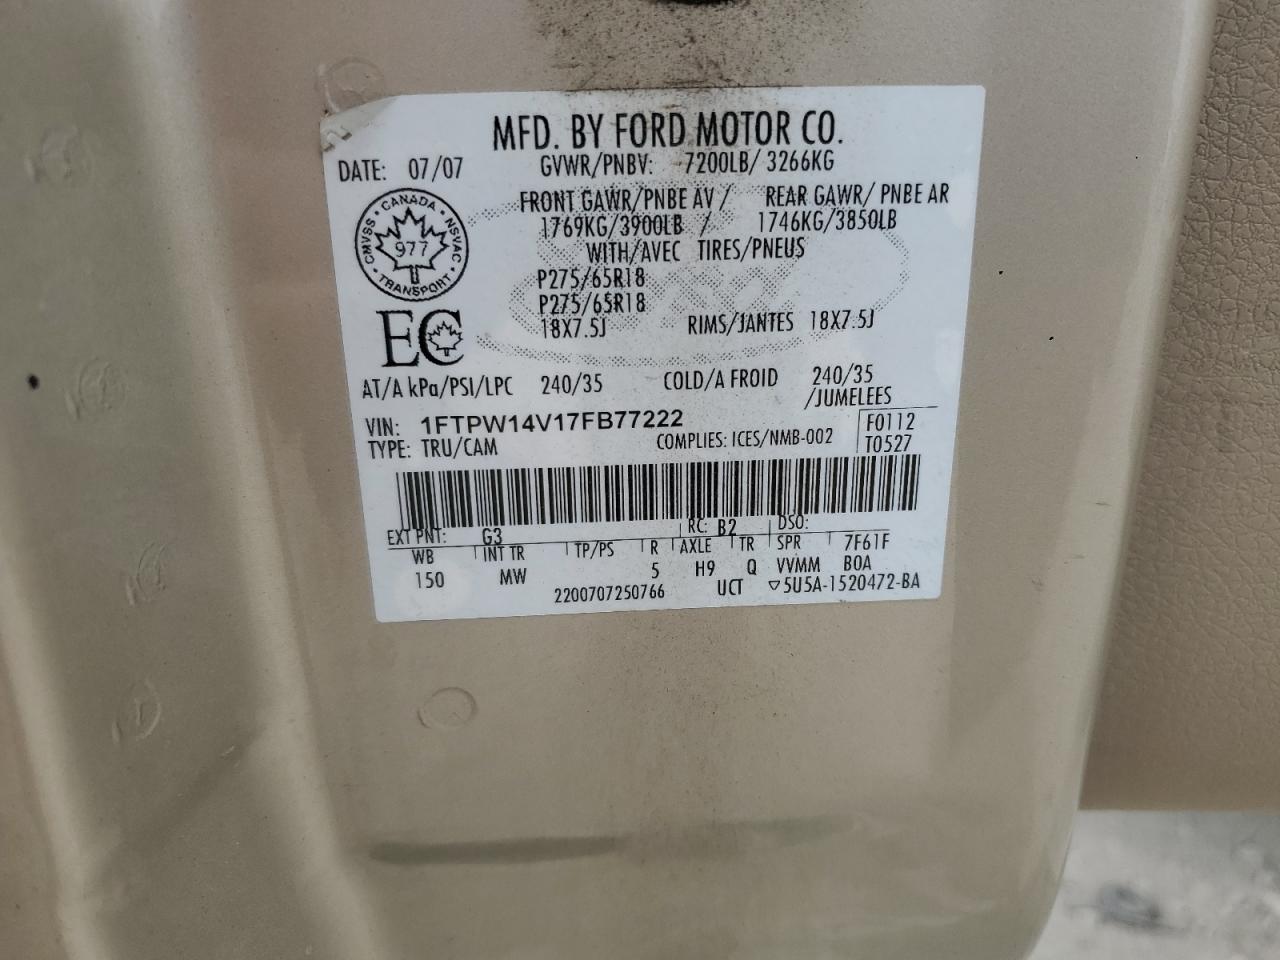 MFD. BY FORD MOTOR CO.
DATE: 07/07 GVWR/PNBV: 7200LB/ 3266KG
FRONT GAWR/PNBE AV / REAR GAWR/ PNBE AR
1769KG/3900LB / 1746KG/3850LB
WITH/AVEC TIRES/PNEUS
P275/65R18
P275/65R18
18X7.5J RIMS/JANTES 18X7.5J
CMVSS · CANADA · NSVAC · TRANSPORT ·
977
EC
AT/A kPa/PSI/LPC 240/35 COLD/A FROID 240/35
/JUMELEES
VIN: 1FTPW14V17FB77222 F0112
TYPE: TRU/CAM COMPLIES: ICES/NMB-002 T0527
EXT PNT: G3 RC: B2 DSO:
WB INT TR TP/PS R AXLE TR SPR 7F61F
150 MW 5 H9 Q VVMM BOA
2200707250766 UCT ▽5U5A-1520472-BA